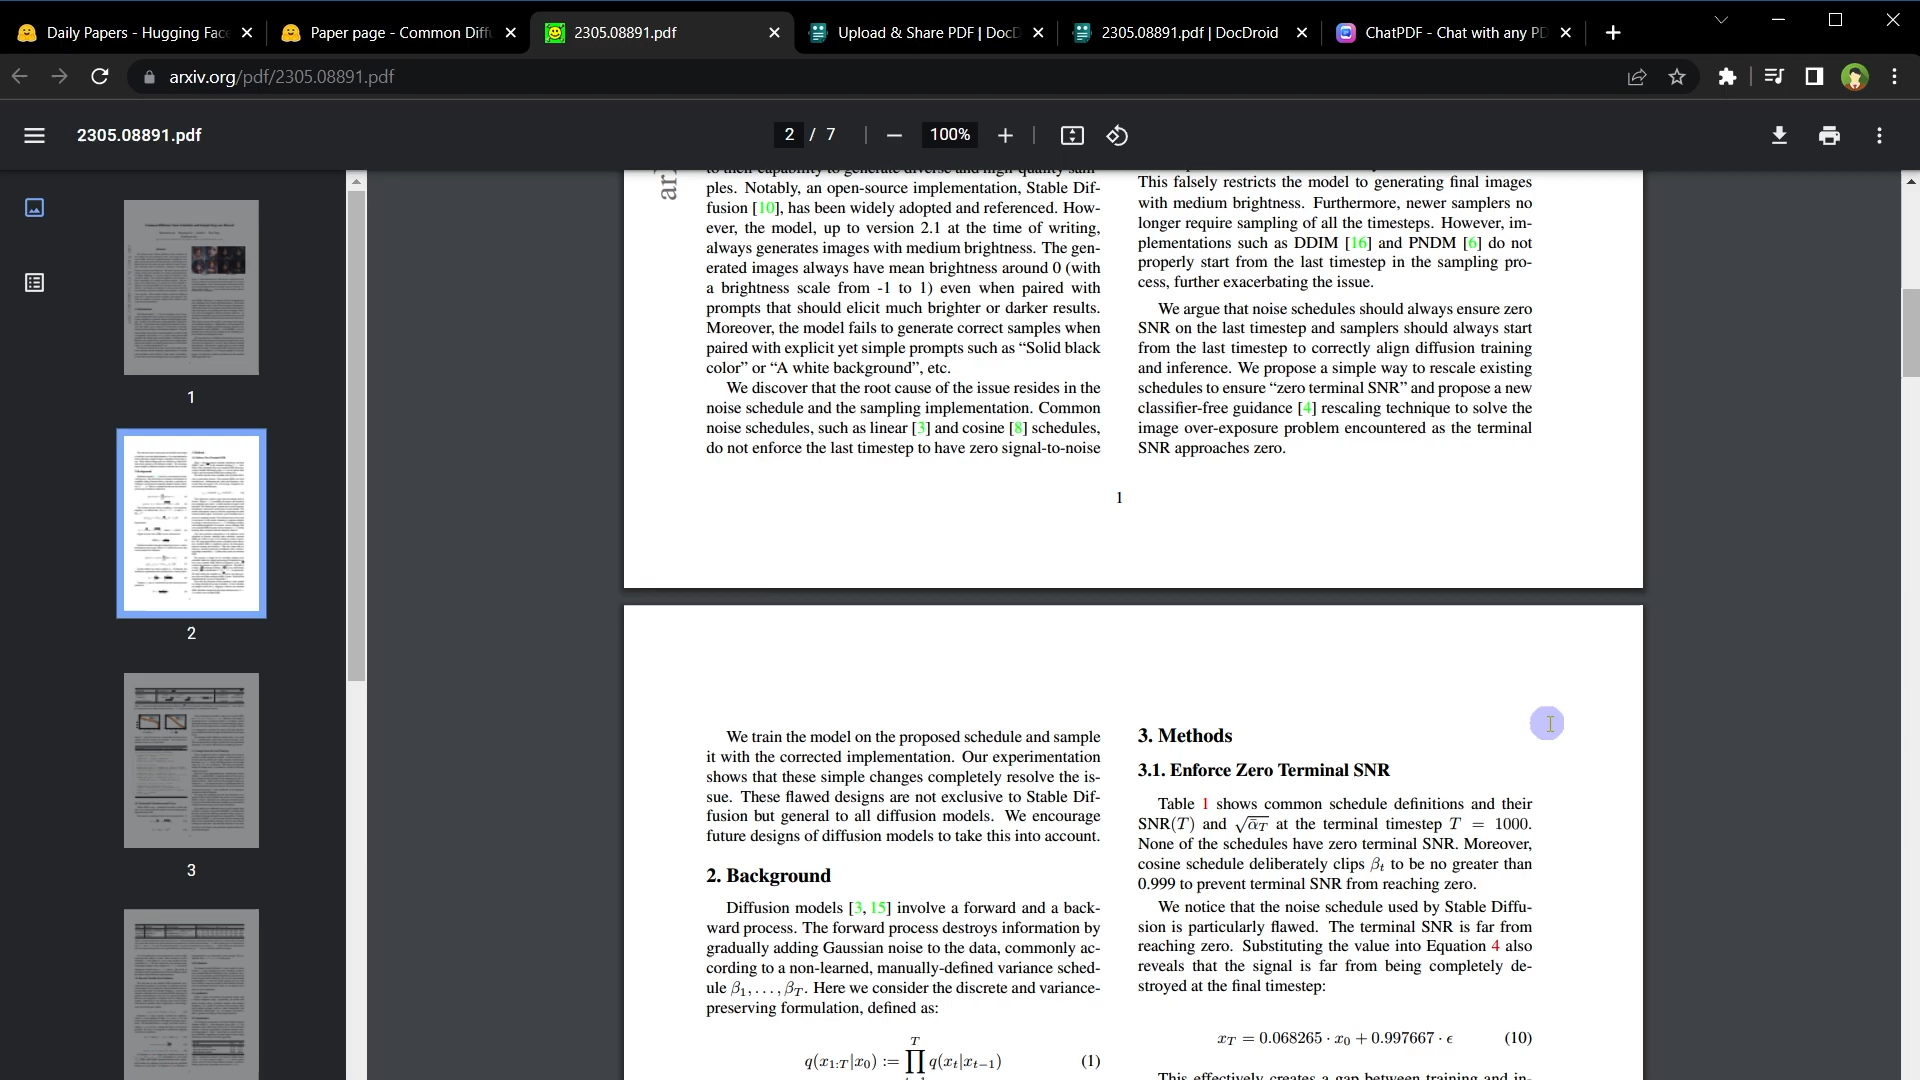 Daily Papers - Hugging Face
Paper page - Common Diffu
2305.08891.pdf
Upload & Share PDF | DocD
2305.08891.pdf | DocDroid
ChatPDF - Chat with any PD
arxiv.org/pdf/2305.08891.pdf
2305.08891.pdf
2 / 7
100%
1
2
3
ar
ples. Notably, an open-source implementation, Stable Dif-
fusion [10], has been widely adopted and referenced. How-
ever, the model, up to version 2.1 at the time of writing,
always generates images with medium brightness. The gen-
erated images always have mean brightness around 0 (with
a brightness scale from -1 to 1) even when paired with
prompts that should elicit much brighter or darker results.
Moreover, the model fails to generate correct samples when
paired with explicit yet simple prompts such as “Solid black
color” or “A white background”, etc.
We discover that the root cause of the issue resides in the
noise schedule and the sampling implementation. Common
noise schedules, such as linear [3] and cosine [8] schedules,
do not enforce the last timestep to have zero signal-to-noise
This falsely restricts the model to generating final images
with medium brightness. Furthermore, newer samplers no
longer require sampling of all the timesteps. However, im-
plementations such as DDIM [16] and PNDM [6] do not
properly start from the last timestep in the sampling pro-
cess, further exacerbating the issue.
We argue that noise schedules should always ensure zero
SNR on the last timestep and samplers should always start
from the last timestep to correctly align diffusion training
and inference. We propose a simple way to rescale existing
schedules to ensure “zero terminal SNR” and propose a new
classifier-free guidance [4] rescaling technique to solve the
image over-exposure problem encountered as the terminal
SNR approaches zero.
1
We train the model on the proposed schedule and sample
it with the corrected implementation. Our experimentation
shows that these simple changes completely resolve the is-
sue. These flawed designs are not exclusive to Stable Dif-
fusion but general to all diffusion models. We encourage
future designs of diffusion models to take this into account.
2. Background
Diffusion models [3, 15] involve a forward and a back-
ward process. The forward process destroys information by
gradually adding Gaussian noise to the data, commonly ac-
cording to a non-learned, manually-defined variance sched-
ule β1, . . . , βT. Here we consider the discrete and variance-
preserving formulation, defined as:
q(x1:T|x0) := ∏ T q(xt|xt−1) (1)
3. Methods
3.1. Enforce Zero Terminal SNR
Table 1 shows common schedule definitions and their
SNR(T) and √ᾱT at the terminal timestep T = 1000.
None of the schedules have zero terminal SNR. Moreover,
cosine schedule deliberately clips βt to be no greater than
0.999 to prevent terminal SNR from reaching zero.
We notice that the noise schedule used by Stable Diffu-
sion is particularly flawed. The terminal SNR is far from
reaching zero. Substituting the value into Equation 4 also
reveals that the signal is far from being completely de-
stroyed at the final timestep:
xT = 0.068265 · x0 + 0.997667 · ϵ (10)
This effectively creates a gap between training and in-